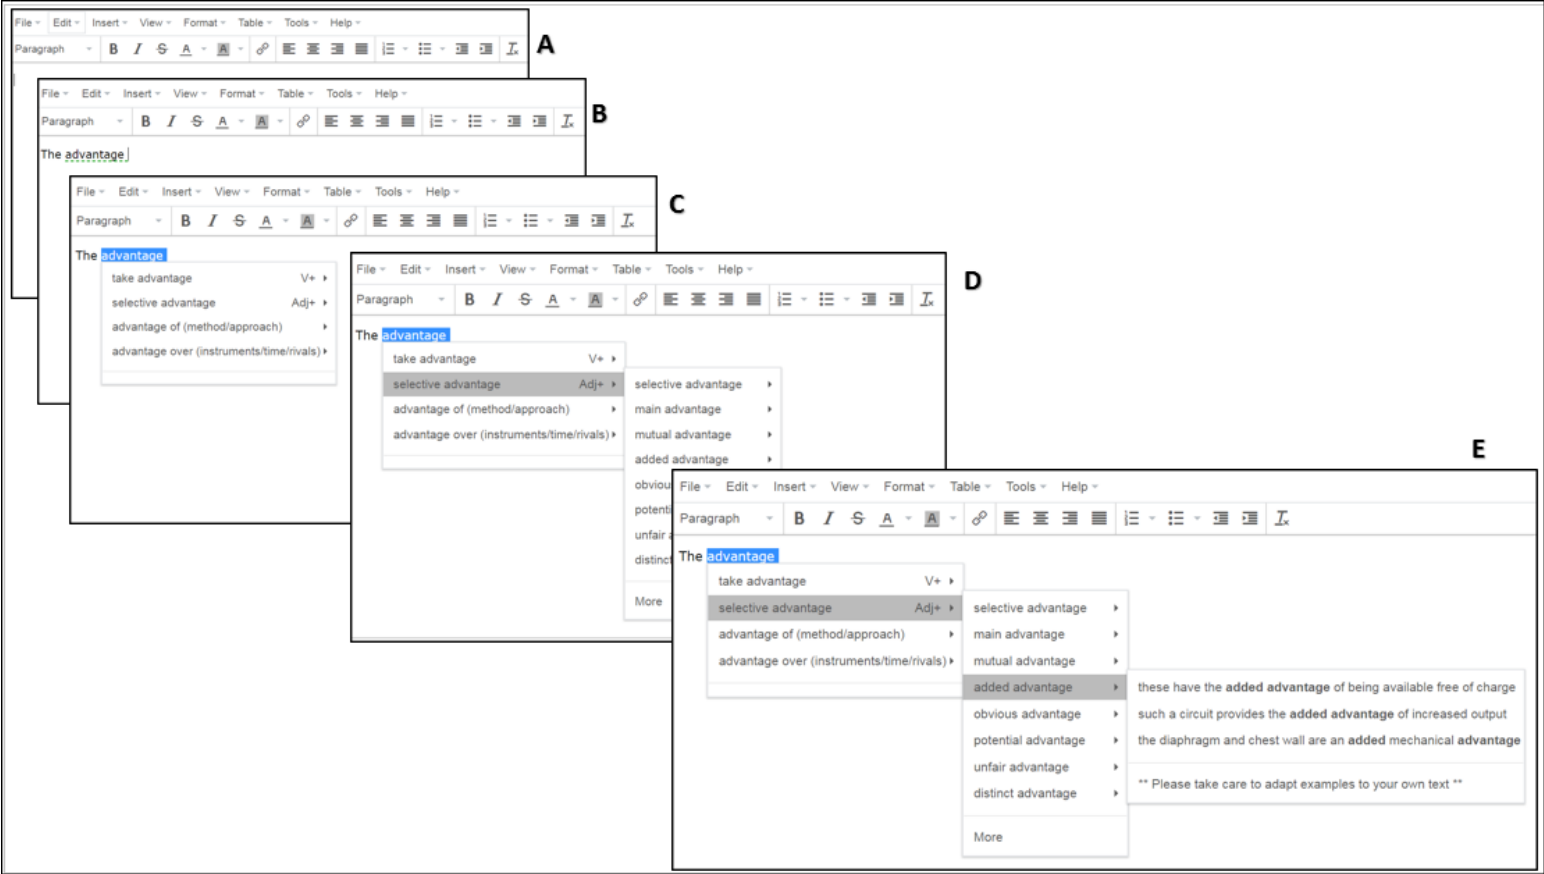 File Edit Insert View Format Table Tools Help
Paragraph B I S A A
A
File Edit Insert View Format Table Tools Help
Paragraph B I S A A
B
The advantage
File Edit Insert View Format Table Tools Help
Paragraph B I S A A
C
The advantage
take advantage V+
selective advantage Adj+
advantage of (method/approach)
advantage over (instruments/time/rivals)
File Edit Insert View Format Table Tools Help
Paragraph B I S A A
D
The advantage
take advantage V+
selective advantage Adj+
advantage of (method/approach)
advantage over (instruments/time/rivals)
selective advantage
main advantage
mutual advantage
added advantage
obviou
potenti
unfair a
distinct
More
E
File Edit Insert View Format Table Tools Help
Paragraph B I S A A
The advantage
take advantage V+
selective advantage Adj+
advantage of (method/approach)
advantage over (instruments/time/rivals)
selective advantage
main advantage
mutual advantage
added advantage
obvious advantage
potential advantage
unfair advantage
distinct advantage
More
these have the added advantage of being available free of charge
such a circuit provides the added advantage of increased output
the diaphragm and chest wall are an added mechanical advantage
** Please take care to adapt examples to your own text **